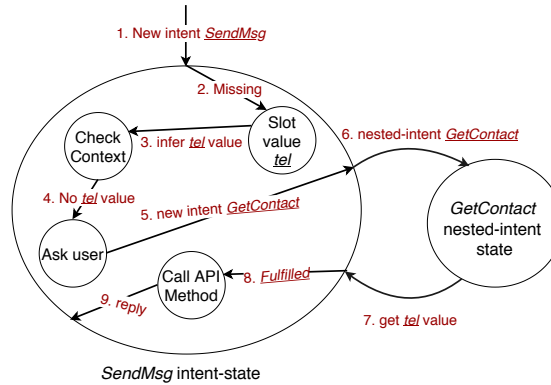 1. New intent SendMsg
2. Missing
Slot
value
tel
3. infer tel value
Check
Context
4. No tel value
Ask user
5. new intent GetContact
6. nested-intent GetContact
GetContact
nested-intent
state
7. get tel value
8. Fulfilled
Call API
Method
9. reply
SendMsg intent-state